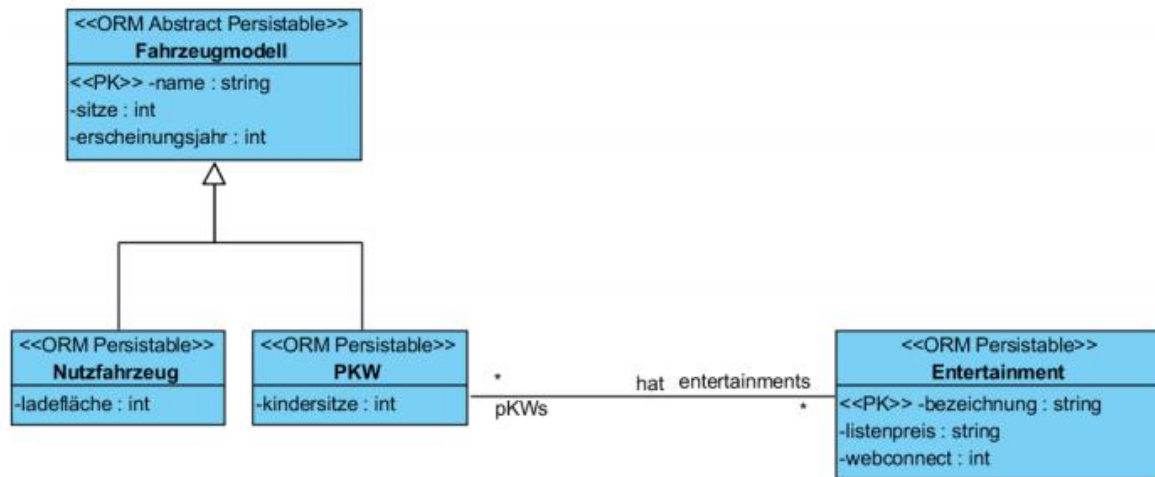 <<ORM Abstract Persistable>>
Fahrzeugmodell
<<PK>> -name : string
-sitze : int
-erscheinungsjahr : int
<<ORM Persistable>>
Nutzfahrzeug
-ladefläche : int
<<ORM Persistable>>
PKW
-kindersitze : int
*
pKWs
hat
entertainments
*
<<ORM Persistable>>
Entertainment
<<PK>> -bezeichnung : string
-listenpreis : string
-webconnect : int